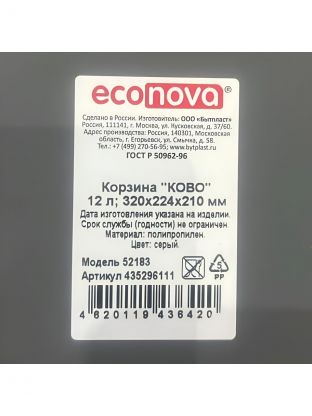 econova®
Сделано в России. Изготовитель: ООО «Бытпласт»
Россия, 111141, г. Москва, ул. Кусковская, д. 37/60.
Адрес производства: Россия, 140301, Московская
область, г. Егорьевск, ул. Смычка, д. 58.
Тел.: +7 (499) 270-56-95; www.bytplast.ru
ГОСТ Р 50962-96
Корзина "КОВО"
12 л; 320x224x210 мм
Дата изготовления указана на изделии.
Срок службы (годности) не ограничен.
Материал: полипропилен.
Цвет: серый.
Модель 52183
Артикул 435296111
5
PP
4 620119 436420